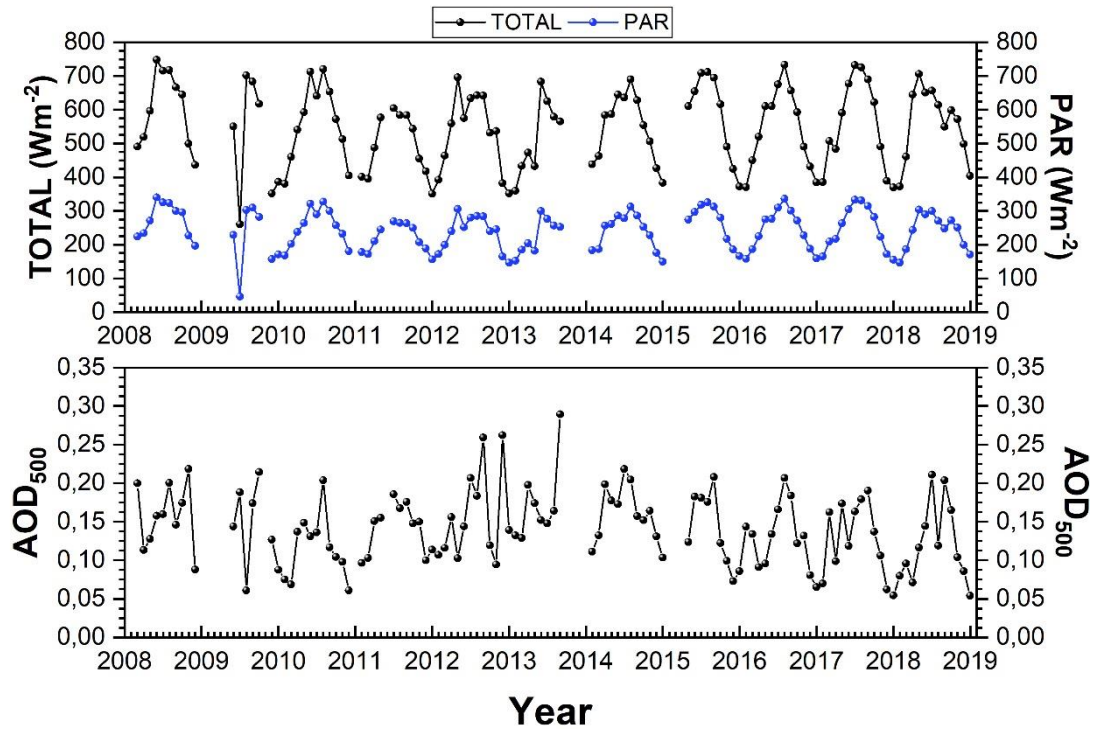 TOTAL PAR
800 800
700 700
600 600
500 500
400 400
300 300
200 200
100 100
0 0
TOTAL (Wm-2)
PAR (Wm-2)
2008 2009 2010 2011 2012 2013 2014 2015 2016 2017 2018 2019
0,35 0,35
0,30 0,30
0,25 0,25
0,20 0,20
0,15 0,15
0,10 0,10
0,05 0,05
0,00 0,00
AOD500
AOD500
2008 2009 2010 2011 2012 2013 2014 2015 2016 2017 2018 2019
Year